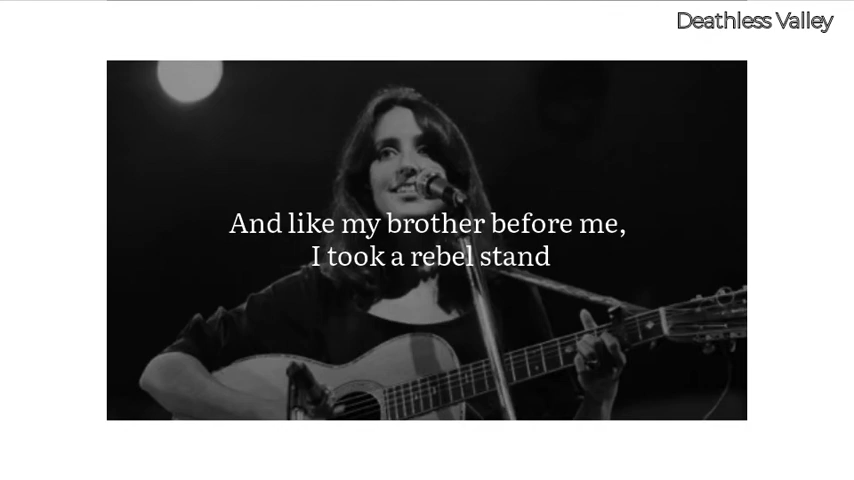 Deathless Valley
And like my brother before me,
I took a rebel stand